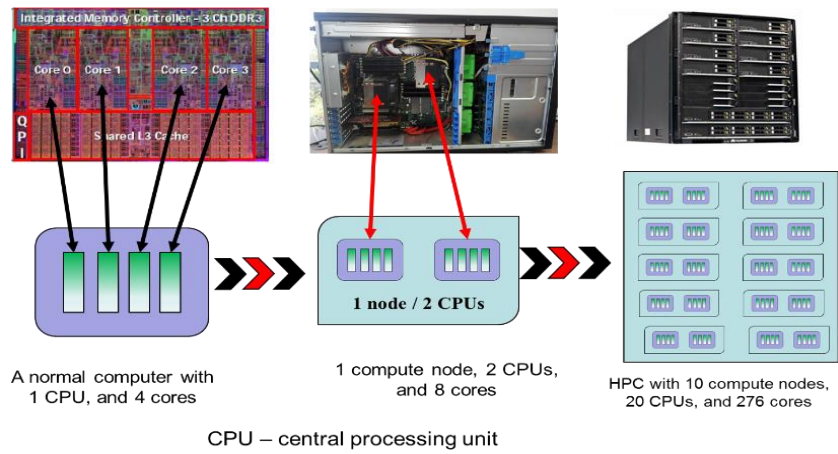 Integrated Memory Controller – 3 Ch DDR3
Core 0 Core 1 Core 2 Core 3
Q
P
I
Shared L3 Cache
1 node / 2 CPUs
A normal computer with
1 CPU, and 4 cores
1 compute node, 2 CPUs,
and 8 cores
HPC with 10 compute nodes,
20 CPUs, and 276 cores
CPU – central processing unit